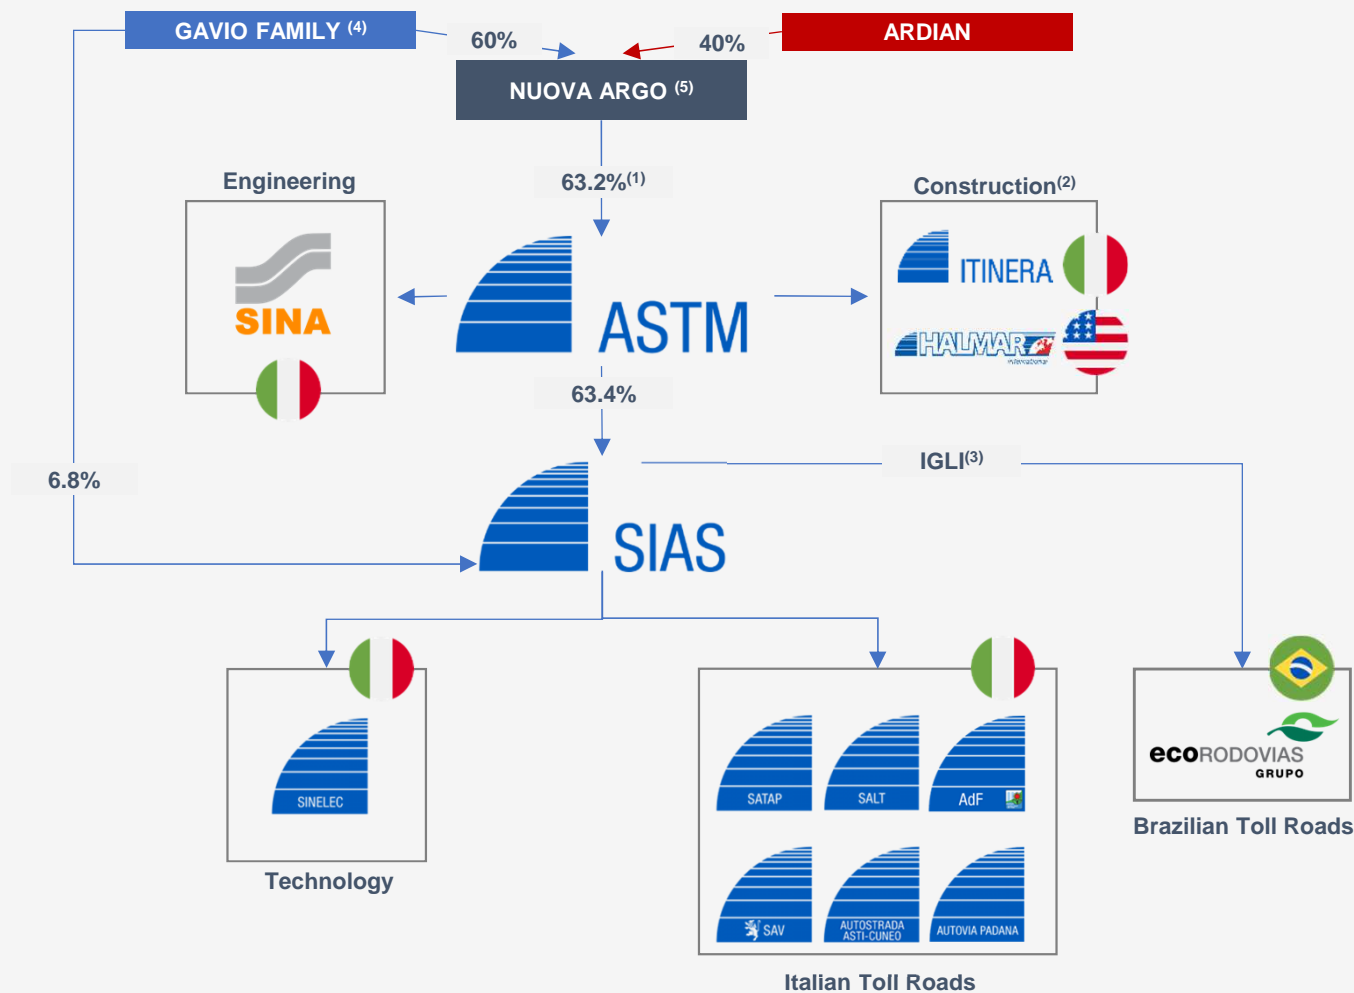 GAVIO FAMILY (4)
60%
40%
ARDIAN
NUOVA ARGO (5)
63.2%(1)
Engineering
Construction(2)
SINA
ASTM
ITINERA
HALMAR
International
63.4%
6.8%
IGLI(3)
SIAS
SINELEC
Technology
SATAP
SALT
AdF
SAV
AUTOSTRADA
ASTI-CUNEO
AUTOVIA PADANA
Italian Toll Roads
ecoRODOVIAS
GRUPO
Brazilian Toll Roads